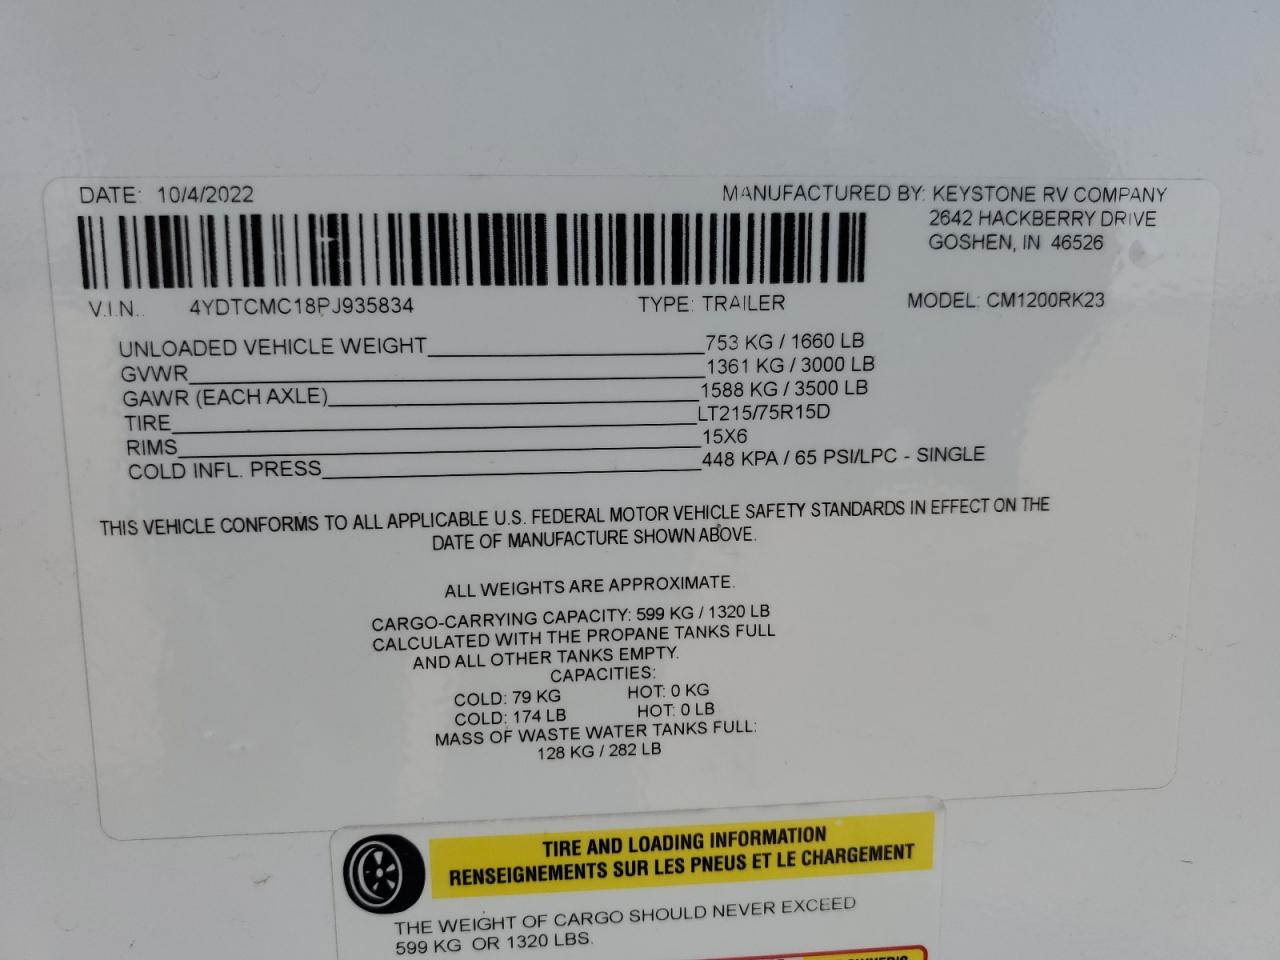 DATE: 10/4/2022
MANUFACTURED BY: KEYSTONE RV COMPANY
2642 HACKBERRY DRIVE
GOSHEN, IN 46526
V.I.N.. 4YDTCMC18PJ935834 TYPE: TRAILER MODEL: CM1200RK23
UNLOADED VEHICLE WEIGHT 753 KG / 1660 LB
GVWR 1361 KG / 3000 LB
GAWR (EACH AXLE) 1588 KG / 3500 LB
TIRE LT215/75R15D
RIMS 15X6
COLD INFL. PRESS 448 KPA / 65 PSI/LPC - SINGLE
THIS VEHICLE CONFORMS TO ALL APPLICABLE U.S. FEDERAL MOTOR VEHICLE SAFETY STANDARDS IN EFFECT ON THE
DATE OF MANUFACTURE SHOWN ABOVE.
ALL WEIGHTS ARE APPROXIMATE.
CARGO-CARRYING CAPACITY: 599 KG / 1320 LB
CALCULATED WITH THE PROPANE TANKS FULL
AND ALL OTHER TANKS EMPTY.
CAPACITIES:
COLD: 79 KG HOT: 0 KG
COLD: 174 LB HOT: 0 LB
MASS OF WASTE WATER TANKS FULL:
128 KG / 282 LB
TIRE AND LOADING INFORMATION
RENSEIGNEMENTS SUR LES PNEUS ET LE CHARGEMENT
THE WEIGHT OF CARGO SHOULD NEVER EXCEED
599 KG OR 1320 LBS.